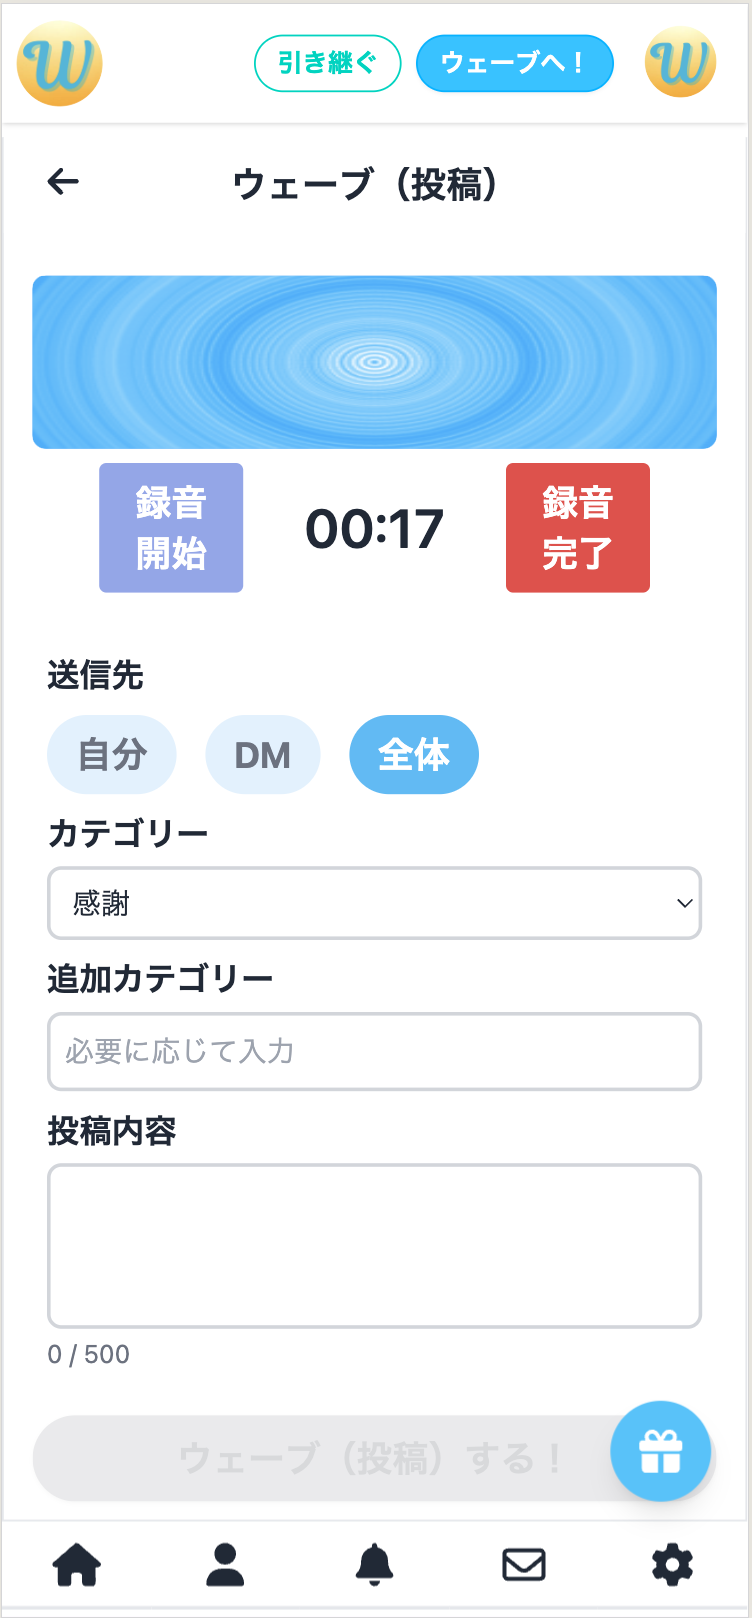 W
引き継ぐ
ウェーブへ！
W
ウェーブ（投稿）
録音
開始
00:17
録音
完了
送信先
自分
DM
全体
カテゴリー
感謝
追加カテゴリー
必要に応じて入力
投稿内容
0 / 500
ウェーブ（投稿）する！